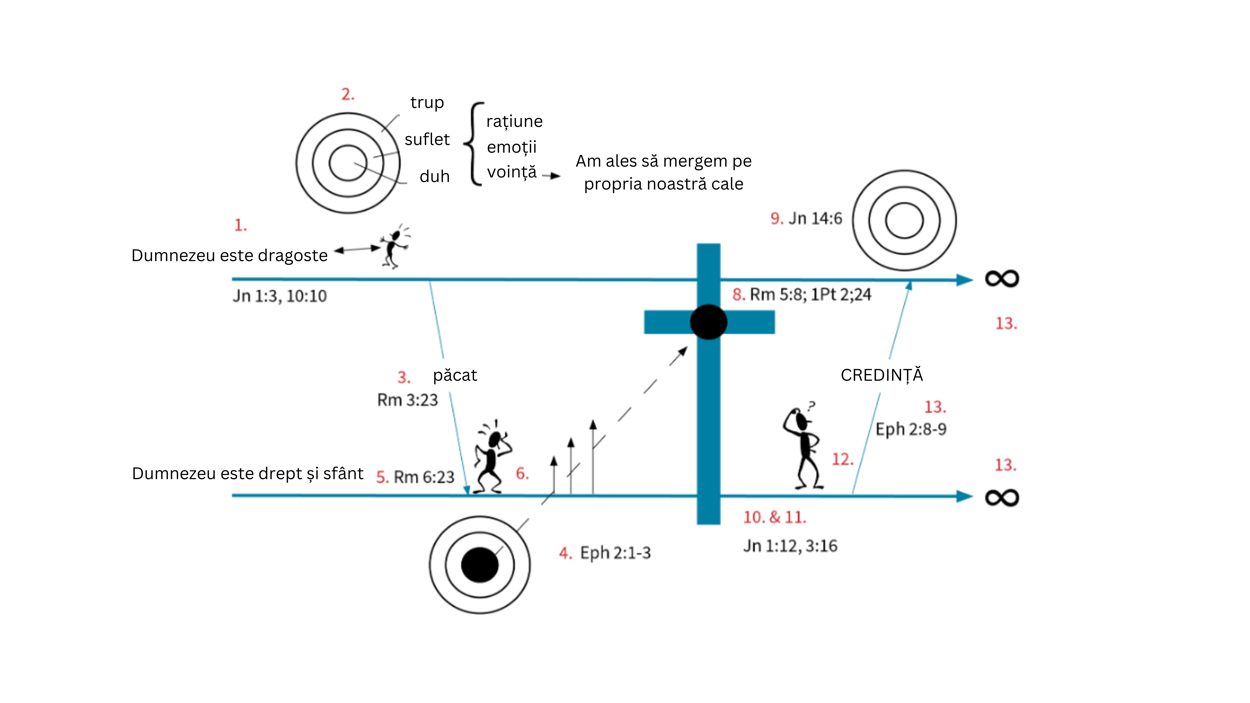 2.
trup
suflet
duh
rațiune
emoții
voință
Am ales să mergem pe
propria noastră cale
1.
Dumnezeu este dragoste
Jn 1:3, 10:10
9. Jn 14:6
∞
8. Rm 5:8; 1Pt 2;24
13.
3. păcat
Rm 3:23
CREDINȚĂ
13.
Eph 2:8-9
?
Dumnezeu este drept și sfânt
5. Rm 6:23
6.
12.
13.
∞
10. & 11.
Jn 1:12, 3:16
4. Eph 2:1-3